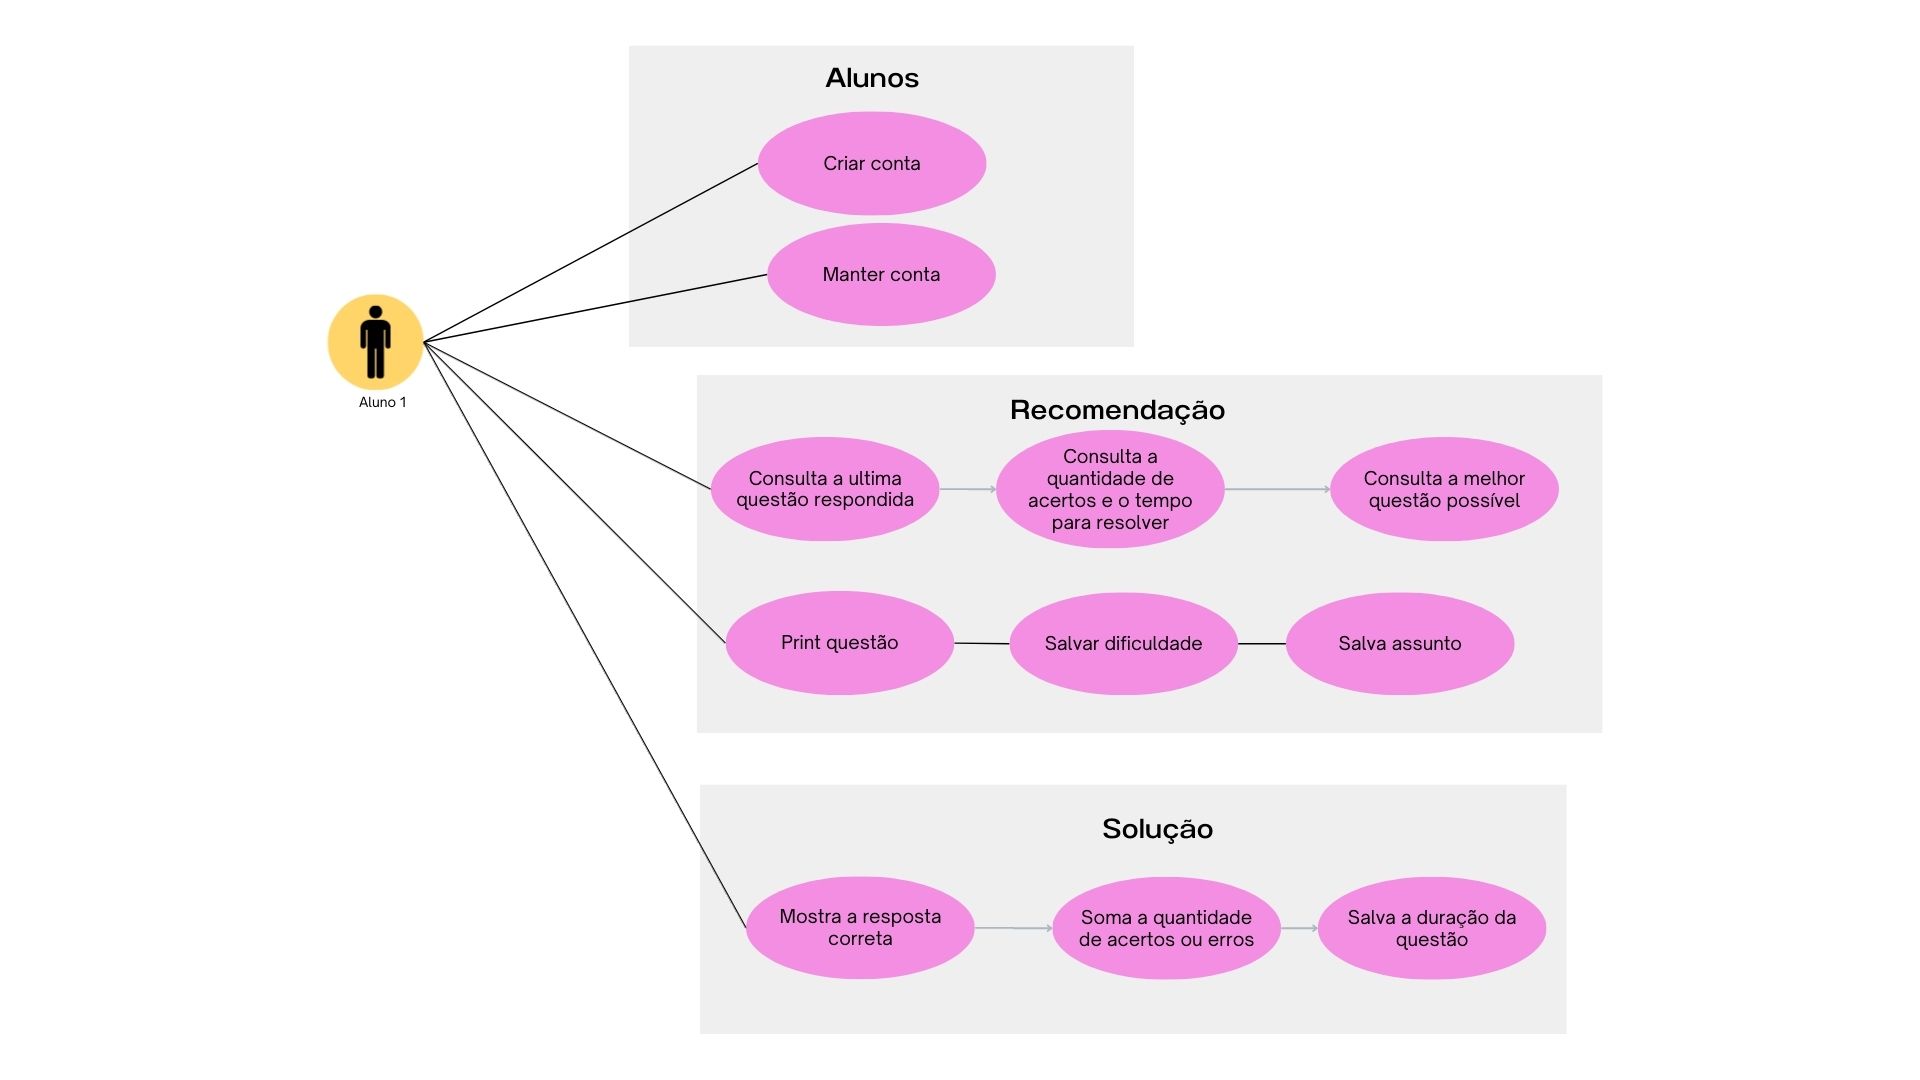 Alunos
Criar conta
Manter conta
Aluno 1
Recomendação
Consulta a ultima
questão respondida
Consulta a
quantidade de
acertos e o tempo
para resolver
Consulta a melhor
questão possível
Print questão
Salvar dificuldade
Salva assunto
Solução
Mostra a resposta
correta
Soma a quantidade
de acertos ou erros
Salva a duração da
questão